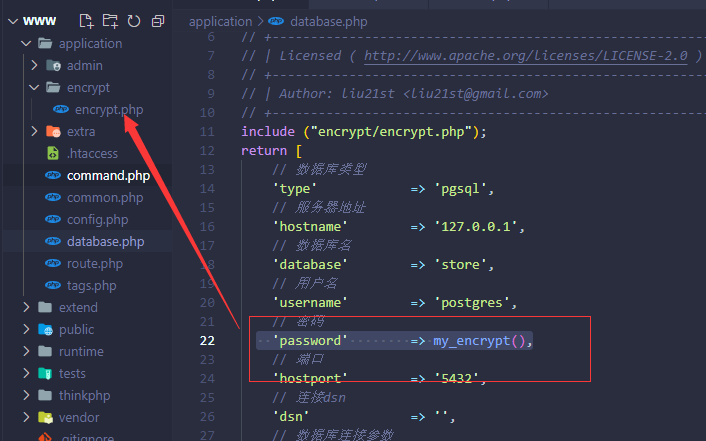 www
application
admin
encrypt
encrypt.php
extra
.htaccess
command.php
common.php
config.php
database.php
route.php
tags.php
extend
public
runtime
tests
thinkphp
vendor
.gitignore
application > database.php
6 // +----------------------------------------------------------------------
7 // | Licensed ( http://www.apache.org/licenses/LICENSE-2.0 )
8 // +----------------------------------------------------------------------
9 // | Author: liu21st <liu21st@gmail.com>
10 // +----------------------------------------------------------------------
11 include ("encrypt/encrypt.php");
12 return [
13 // 数据库类型
14 'type' => 'pgsql',
15 // 服务器地址
16 'hostname' => '127.0.0.1',
17 // 数据库名
18 'database' => 'store',
19 // 用户名
20 'username' => 'postgres',
21 // 密码
22 'password' => my_encrypt(),
23 // 端口
24 'hostport' => '5432',
25 // 连接dsn
26 'dsn' => '',
27 // 数据库连接参数